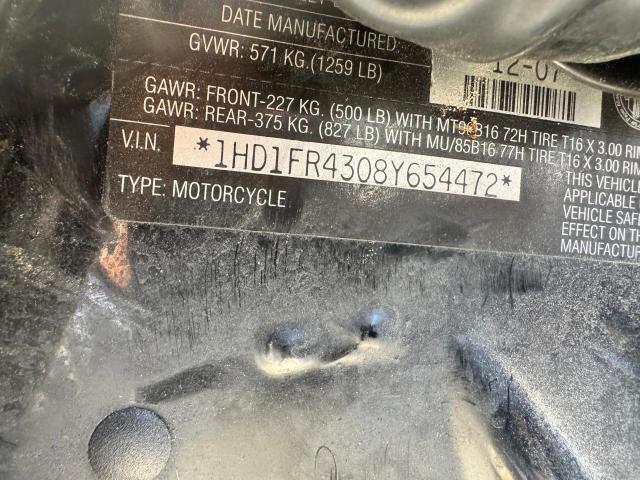 DATE MANUFACTURED:
12-07
GVWR: 571 KG.(1259 LB)
GAWR: FRONT-227 KG. (500 LB) WITH MT90B16 72H TIRE T16 X 3.00 RIM
GAWR: REAR-375 KG. (827 LB) WITH MU/85B16 77H TIRE T16 X 3.00 RIM
V.I.N. *1HD1FR4308Y654472*
TYPE: MOTORCYCLE
THIS VEHICLE
APPLICABLE
VEHICLE SAF
EFFECT ON TH
MANUFACTUR